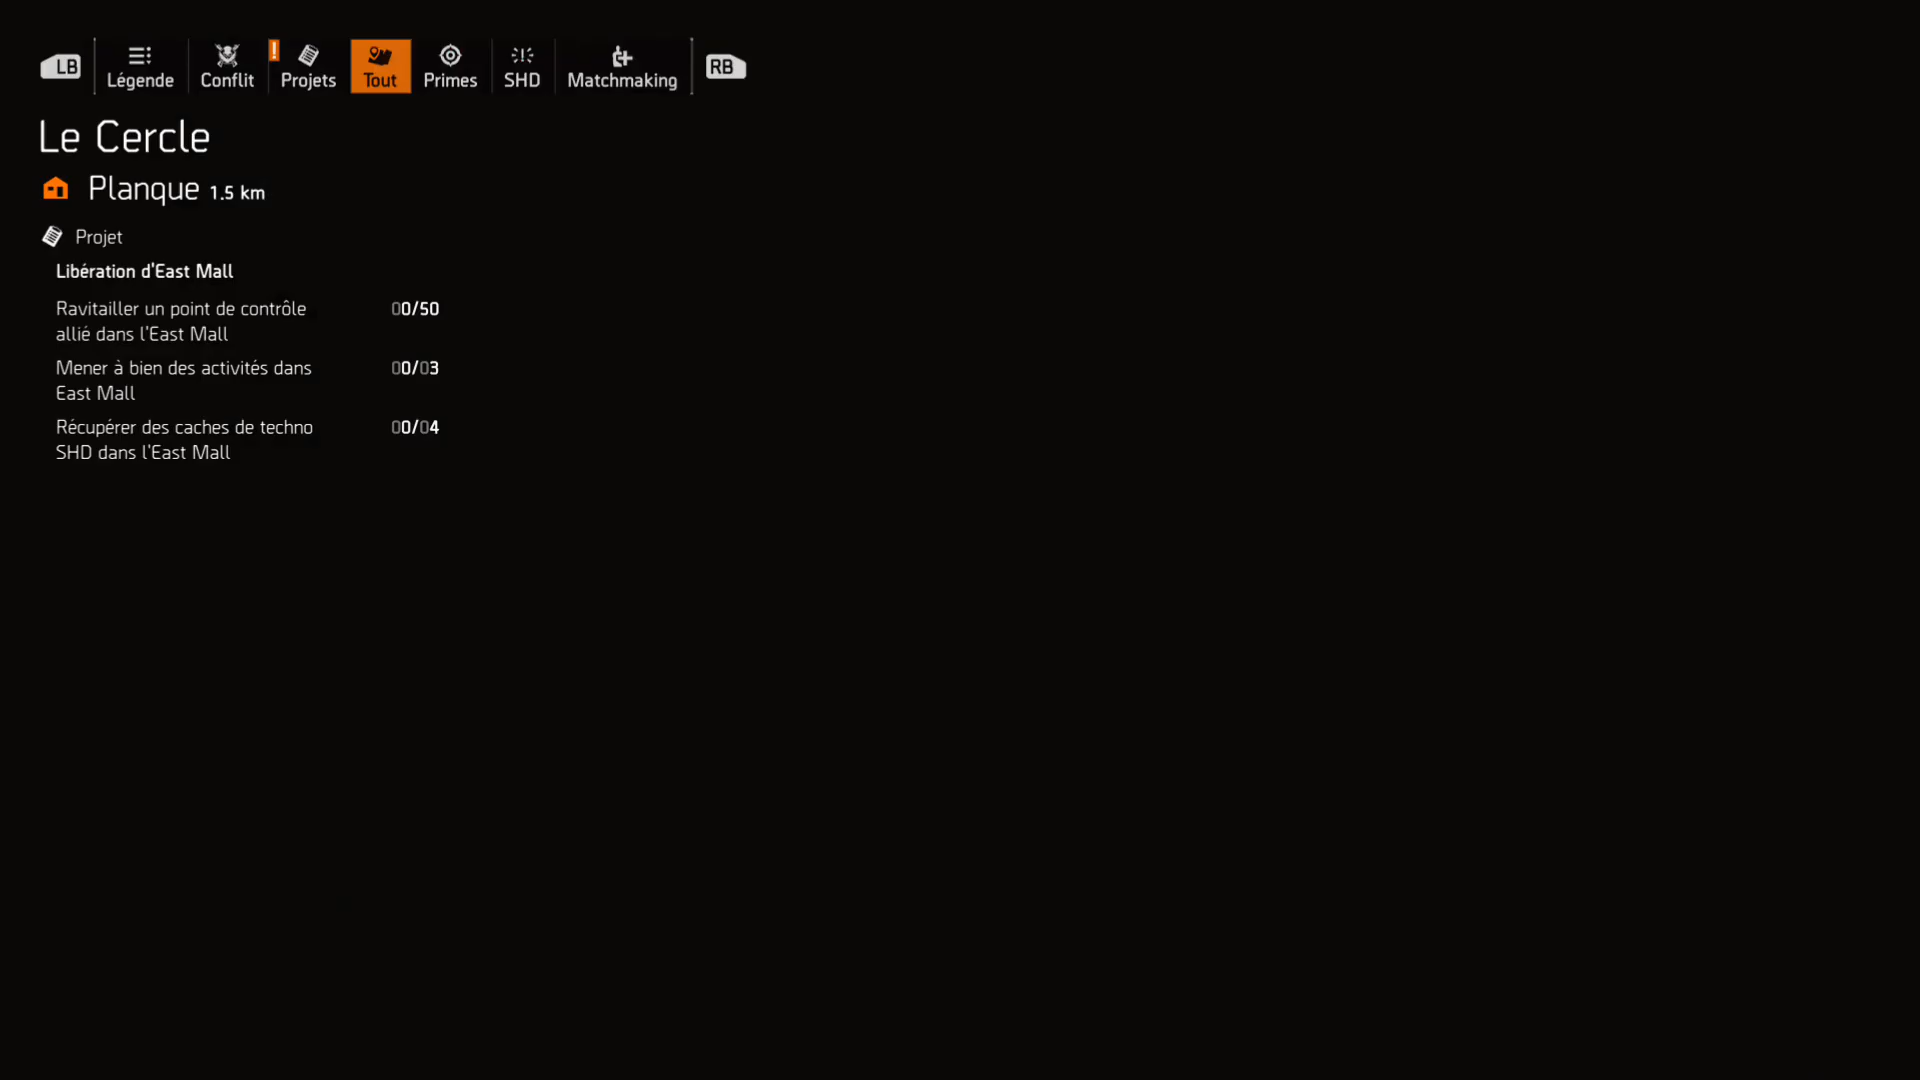 LB
Légende
Conflit
!
Projets
Tout
Primes
SHD
Matchmaking
RB
Le Cercle
Planque 1.5 km
Projet
Libération d'East Mall
Ravitailler un point de contrôle 00/50
allié dans l'East Mall
Mener à bien des activités dans 00/03
East Mall
Récupérer des caches de techno 00/04
SHD dans l'East Mall